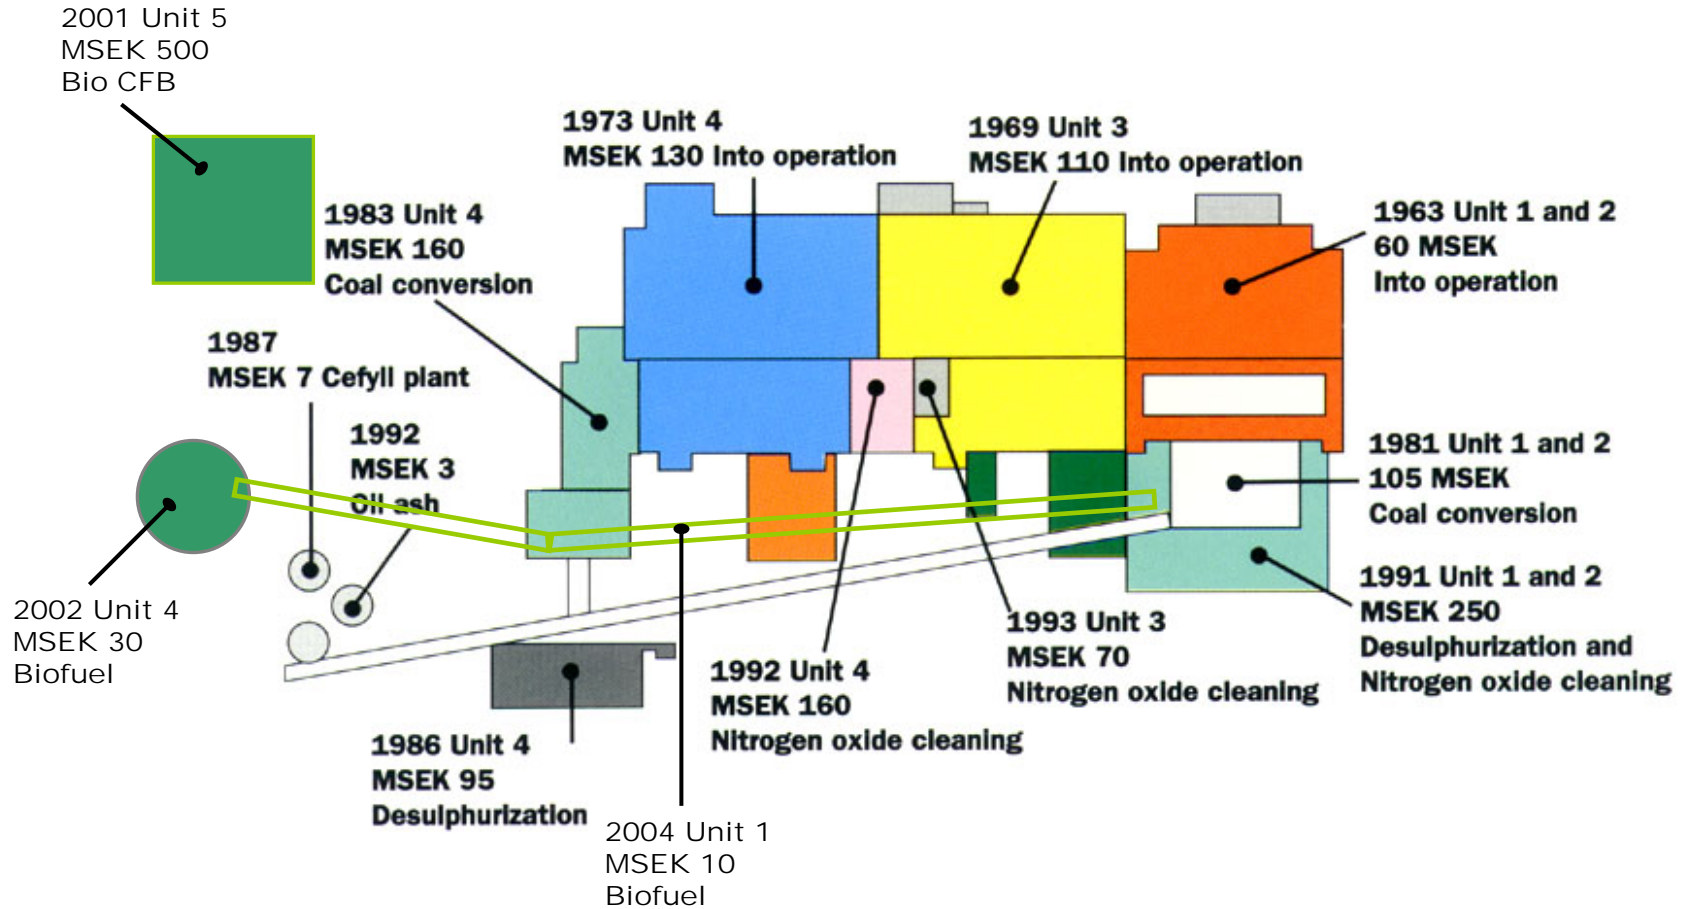 2001 Unit 5
MSEK 500
Bio CFB
1973 Unit 4
MSEK 130 Into operation
1969 Unit 3
MSEK 110 Into operation
1963 Unit 1 and 2
60 MSEK
Into operation
1983 Unit 4
MSEK 160
Coal conversion
1987
MSEK 7 Cefyll plant
1992
MSEK 3
Oil ash
1981 Unit 1 and 2
105 MSEK
Coal conversion
1991 Unit 1 and 2
MSEK 250
Desulphurization and
Nitrogen oxide cleaning
2002 Unit 4
MSEK 30
Biofuel
1993 Unit 3
MSEK 70
Nitrogen oxide cleaning
1992 Unit 4
MSEK 160
Nitrogen oxide cleaning
1986 Unit 4
MSEK 95
Desulphurization
2004 Unit 1
MSEK 10
Biofuel